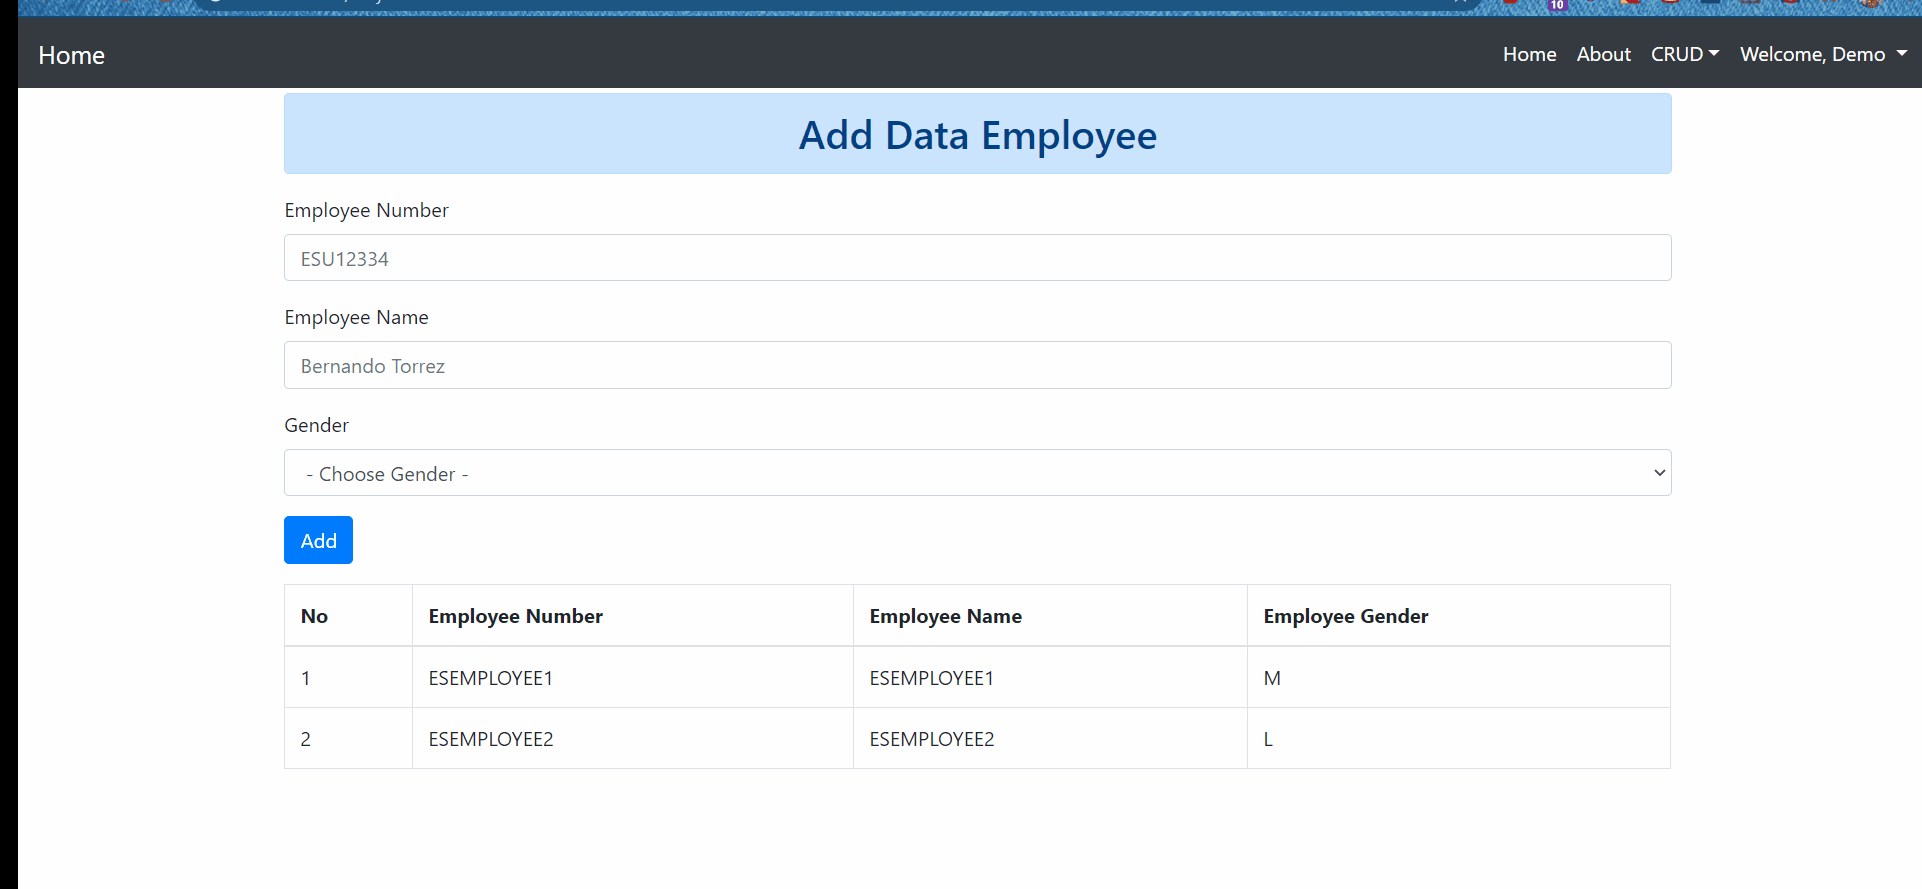 10
Home Home About CRUD Welcome, Demo
Add Data Employee
Employee Number
ESU12334
Employee Name
Bernando Torrez
Gender
- Choose Gender -
Add
No Employee Number Employee Name Employee Gender
1 ESEMPLOYEE1 ESEMPLOYEE1 M
2 ESEMPLOYEE2 ESEMPLOYEE2 L